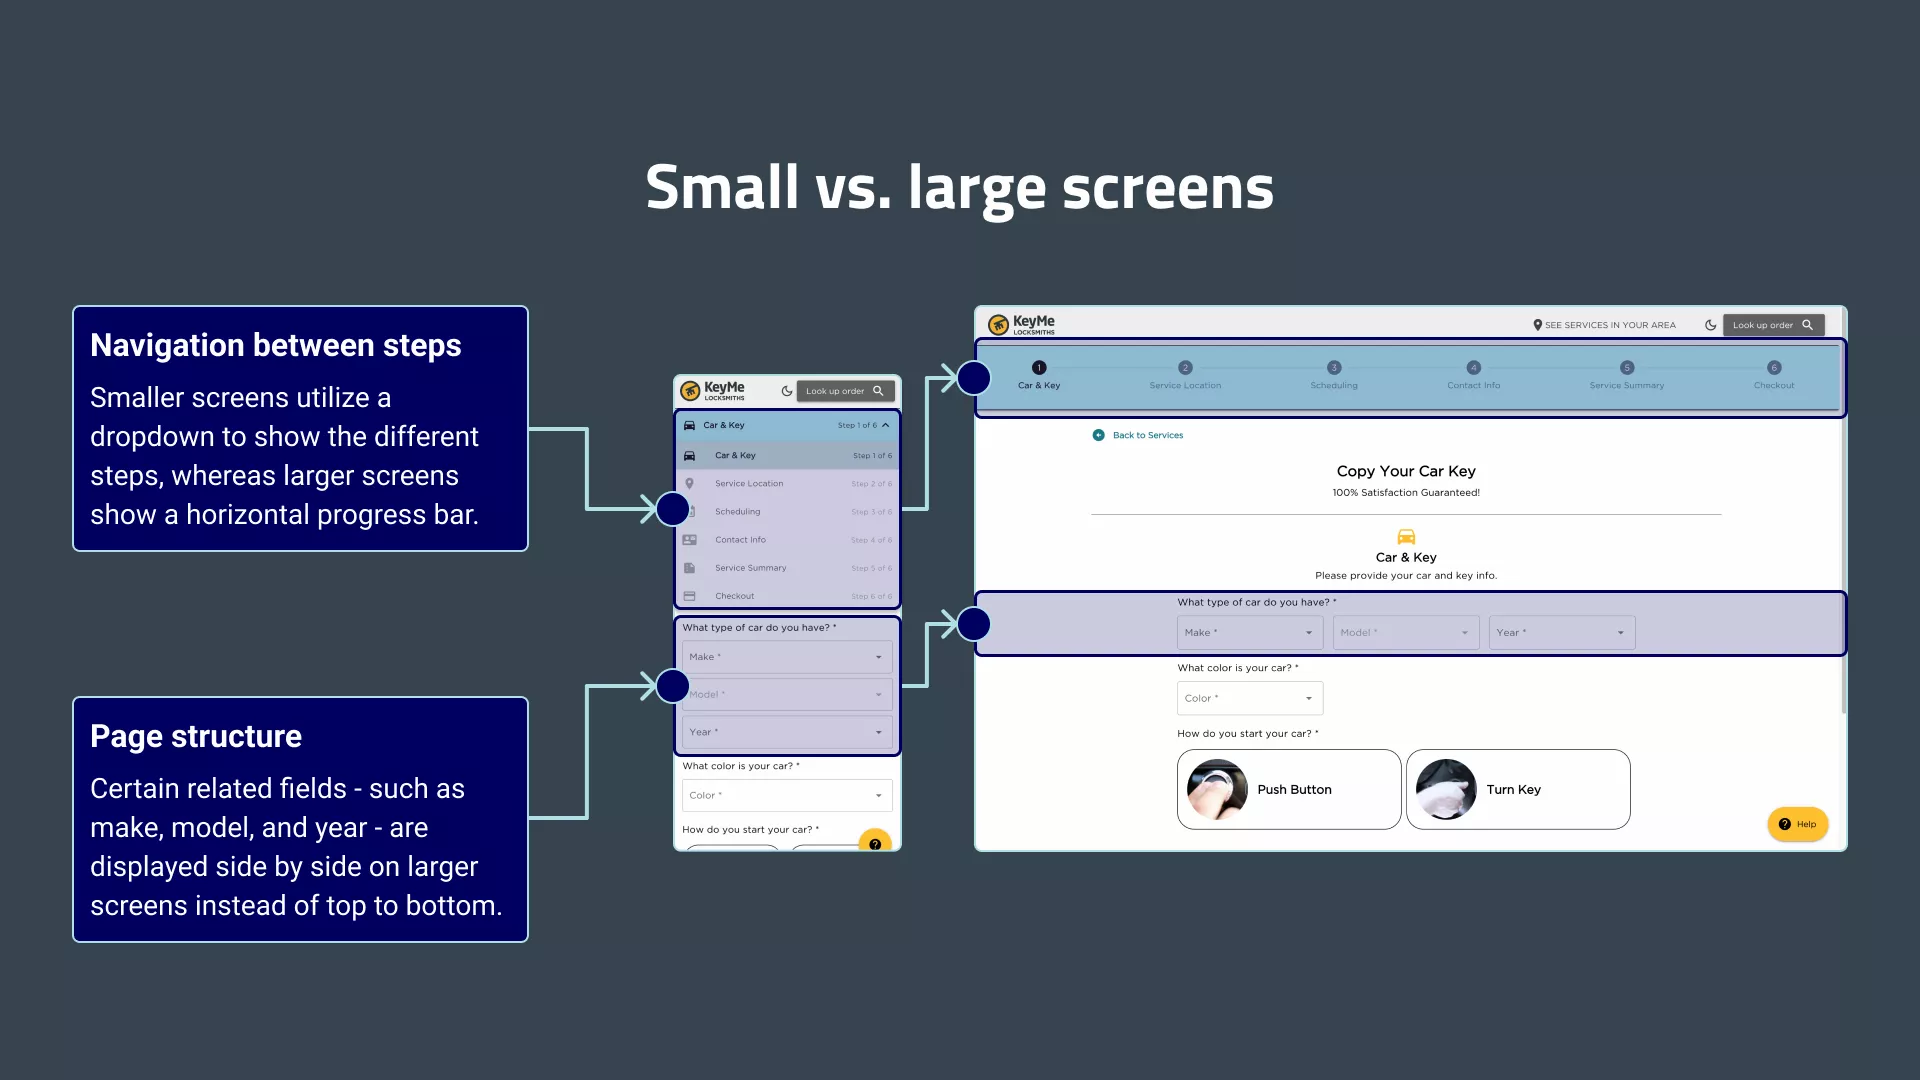 Small vs. large screens
Navigation between steps
Smaller screens utilize a
dropdown to show the different
steps, whereas larger screens
show a horizontal progress bar.
Page structure
Certain related fields - such as
make, model, and year - are
displayed side by side on larger
screens instead of top to bottom.
KeyMe
LOCKSMITHS
Look up order
Car & Key Step 1 of 6
Car & Key Step 1 of 6
Service Location Step 2 of 6
Scheduling Step 3 of 6
Contact Info Step 4 of 6
Service Summary Step 5 of 6
Checkout Step 6 of 6
What type of car do you have? *
Make *
Model *
Year *
What color is your car? *
Color *
How do you start your car? *
?
KeyMe
LOCKSMITHS
SEE SERVICES IN YOUR AREA
Look up order
1 2 3 4 5 6
Car & Key Service Location Scheduling Contact Info Service Summary Checkout
Back to Services
Copy Your Car Key
100% Satisfaction Guaranteed!
Car & Key
Please provide your car and key info.
What type of car do you have? *
Make * Model * Year *
What color is your car? *
Color *
How do you start your car? *
Push Button Turn Key
? Help